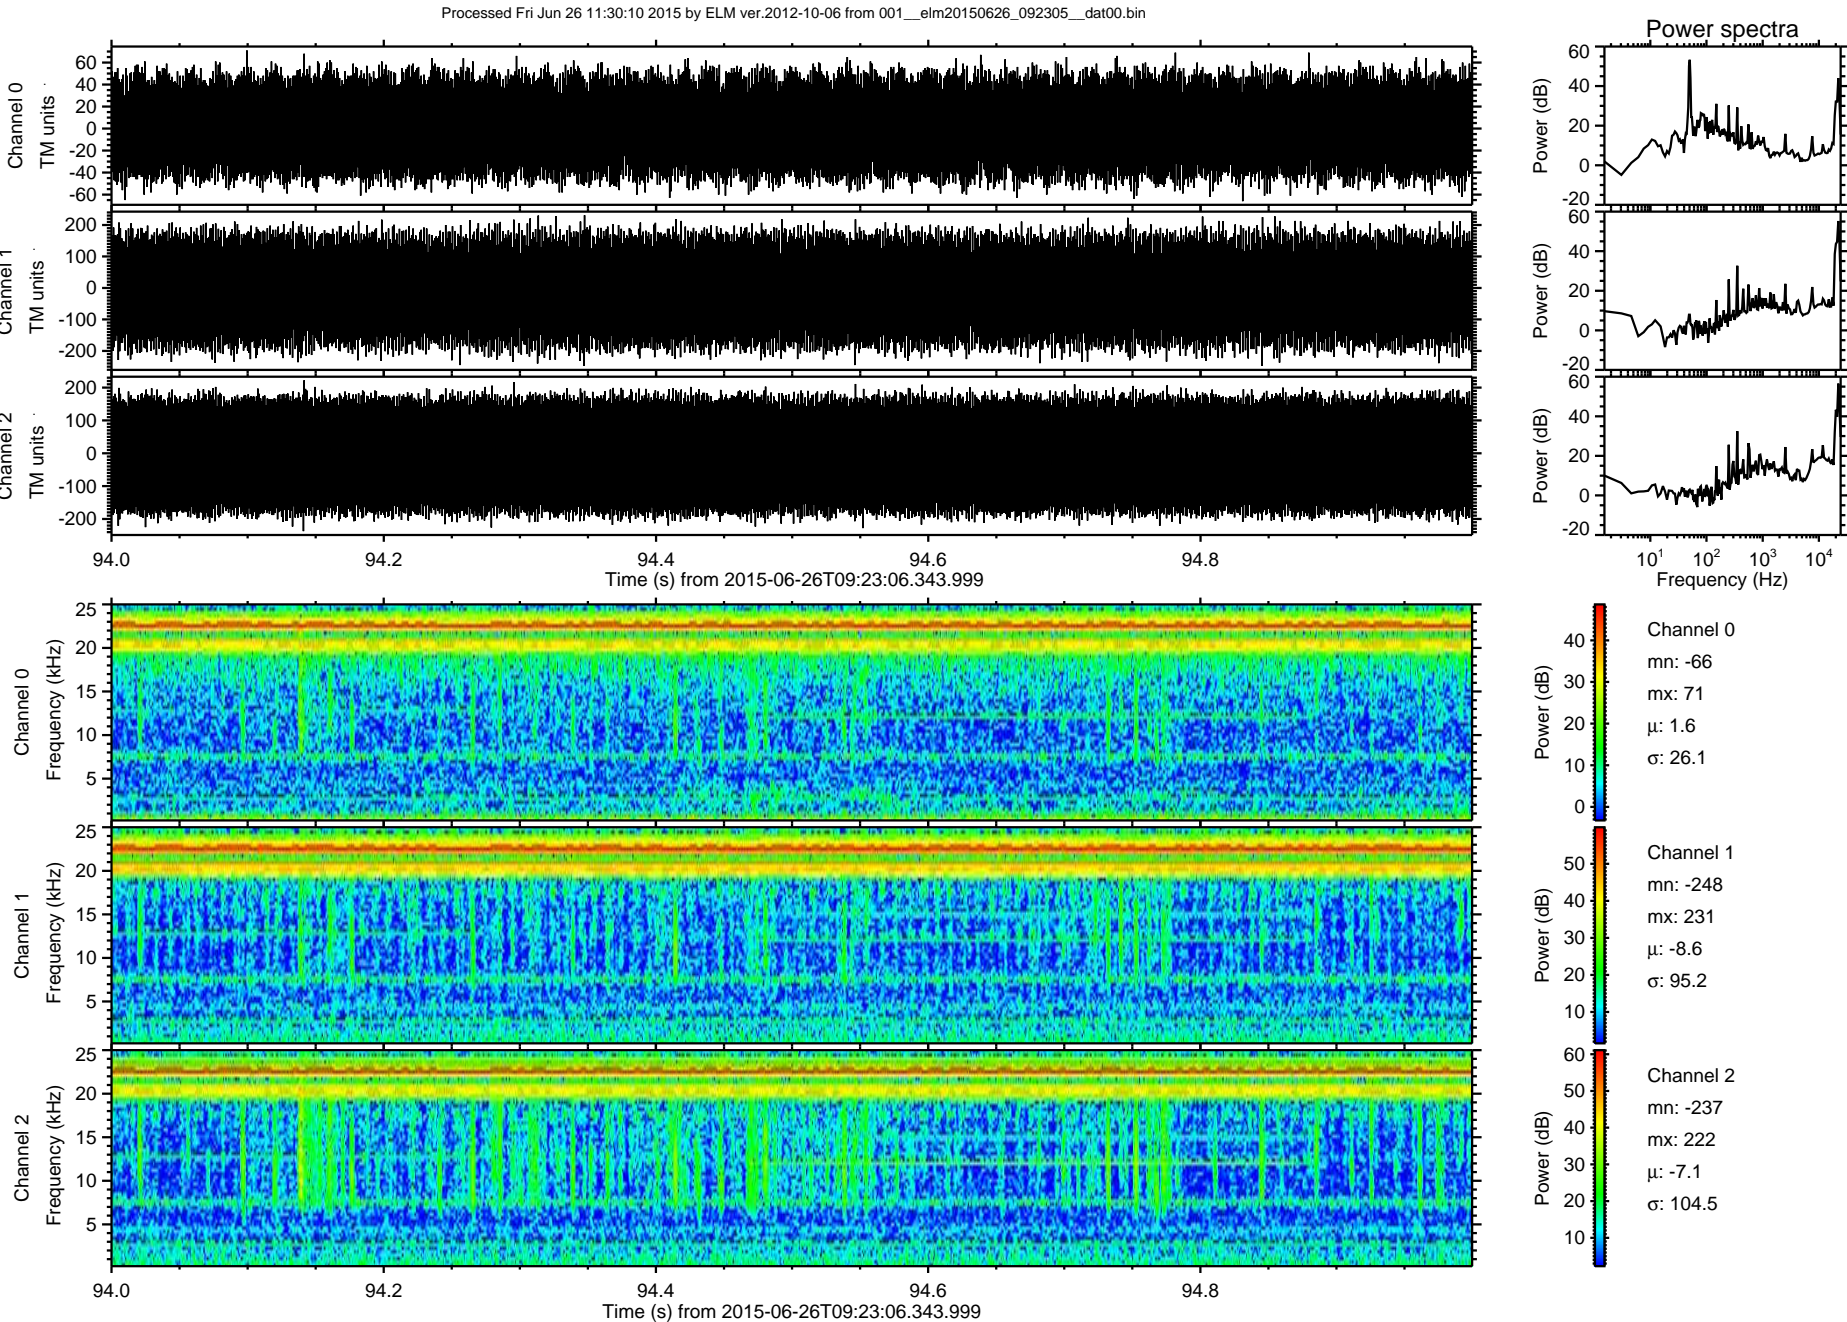 Processed Fri Jun 26 11:30:10 2015 by ELM ver.2012-10-06 from 001__elm20150626_092305__dat00.bin
Power spectra
Channel 0
TM units
60
40
20
0
-20
-40
-60
Power (dB)
60
40
20
0
-20
Channel 1
TM units
200
100
0
-100
-200
Power (dB)
60
40
20
0
-20
Channel 2
TM units
200
100
0
-100
-200
Power (dB)
60
40
20
0
-20
94.0 94.2 94.4 94.6 94.8
Time (s) from 2015-06-26T09:23:06.343.999
10^1 10^2 10^3 10^4
Frequency (Hz)
Channel 0
Frequency (kHz)
25
20
15
10
5
Power (dB)
40
30
20
10
0
Channel 0
mn: -66
mx: 71
μ: 1.6
σ: 26.1
Channel 1
Frequency (kHz)
25
20
15
10
5
Power (dB)
50
40
30
20
10
Channel 1
mn: -248
mx: 231
μ: -8.6
σ: 95.2
Channel 2
Frequency (kHz)
25
20
15
10
5
Power (dB)
60
50
40
30
20
10
Channel 2
mn: -237
mx: 222
μ: -7.1
σ: 104.5
94.0 94.2 94.4 94.6 94.8
Time (s) from 2015-06-26T09:23:06.343.999